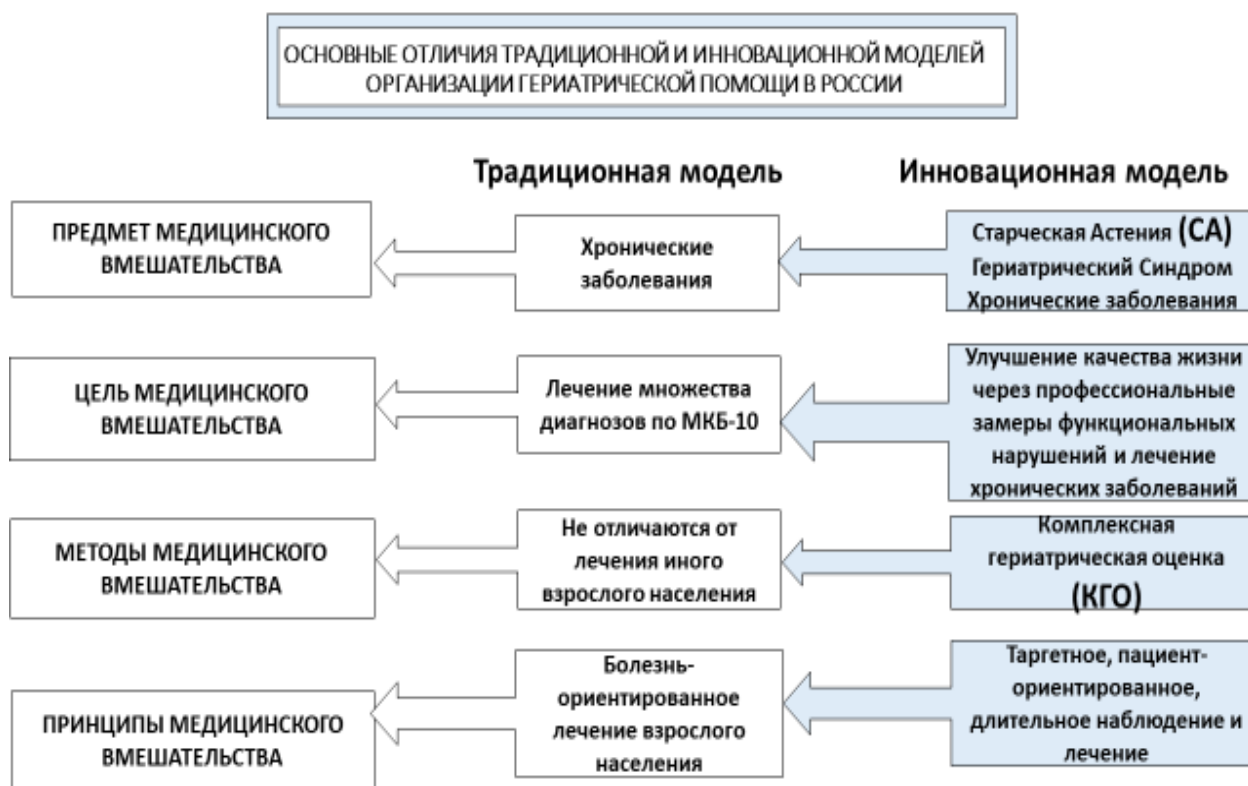 ОСНОВНЫЕ ОТЛИЧИЯ ТРАДИЦИОННОЙ И ИННОВАЦИОННОЙ МОДЕЛЕЙ
ОРГАНИЗАЦИИ ГЕРИАТРИЧЕСКОЙ ПОМОЩИ В РОССИИ
Традиционная модель
Инновационная модель
ПРЕДМЕТ МЕДИЦИНСКОГО
ВМЕШАТЕЛЬСТВА
Хронические
заболевания
Старческая Астения (СА)
Гериатрический Синдром
Хронические заболевания
ЦЕЛЬ МЕДИЦИНСКОГО
ВМЕШАТЕЛЬСТВА
Лечение множества
диагнозов по МКБ-10
Улучшение качества жизни
через профессиональные
замеры функциональных
нарушений и лечение
хронических заболеваний
МЕТОДЫ МЕДИЦИНСКОГО
ВМЕШАТЕЛЬСТВА
Не отличаются от
лечения иного
взрослого населения
Комплексная
гериатрическая оценка
(КГО)
ПРИНЦИПЫ МЕДИЦИНСКОГО
ВМЕШАТЕЛЬСТВА
Болезнь-
ориентированное
лечение взрослого
населения
Таргетное, пациент-
ориентированное,
длительное наблюдение и
лечение